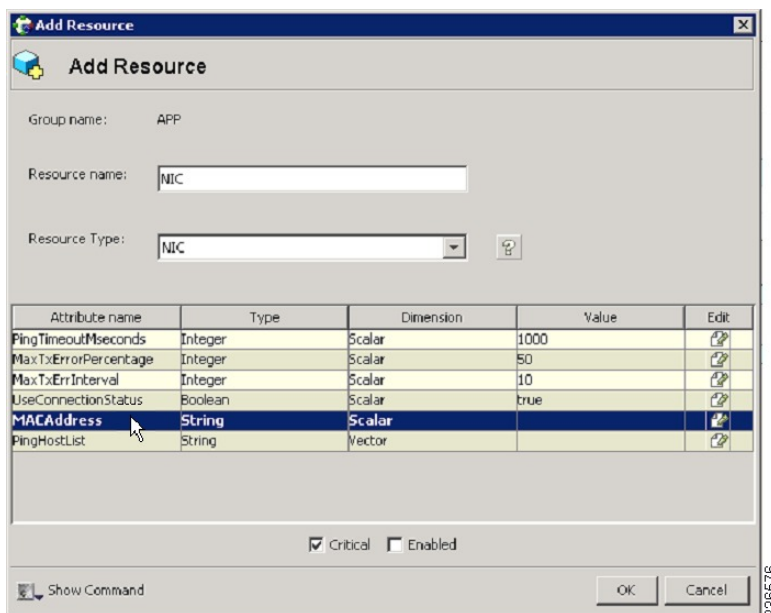 Add Resource
Add Resource
Group name: APP
Resource name: NIC
Resource Type: NIC
Attribute name Type Dimension Value Edit
PingTimeoutMseconds Integer Scalar 1000
MaxTxErrorPercentage Integer Scalar 50
MaxTxErrInterval Integer Scalar 10
UseConnectionStatus Boolean Scalar true
MACAddress String Scalar
PingHostList String Vector
Critical Enabled
Show Command OK Cancel